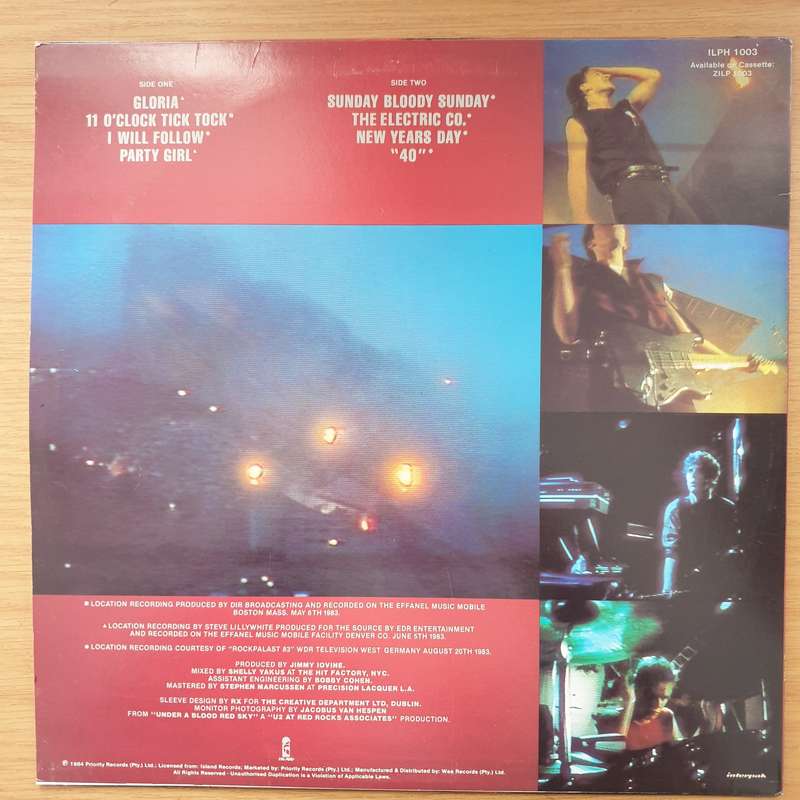 SIDE ONE
GLORIA▴
11 O'CLOCK TICK TOCK●
I WILL FOLLOW●
PARTY GIRL▴
SIDE TWO
SUNDAY BLOODY SUNDAY●
THE ELECTRIC CO.■
NEW YEARS DAY●
"40"●
ILPH 1003
Available on Cassette:
ZILP 1003
■ LOCATION RECORDING PRODUCED BY DIR BROADCASTING AND RECORDED ON THE EFFANEL MUSIC MOBILE
BOSTON MASS. MAY 6TH 1983.
▴ LOCATION RECORDING BY STEVE LILLYWHITE PRODUCED FOR THE SOURCE BY EDR ENTERTAINMENT
AND RECORDED ON THE EFFANEL MUSIC MOBILE FACILITY DENVER CO. JUNE 5TH 1983.
● LOCATION RECORDING COURTESY OF "ROCKPALAST 83" WDR TELEVISION WEST GERMANY AUGUST 20TH 1983.
PRODUCED BY JIMMY IOVINE.
MIXED BY SHELLY YAKUS AT THE HIT FACTORY, NYC.
ASSISTANT ENGINEERING BY BOBBY COHEN.
MASTERED BY STEPHEN MARCUSSEN AT PRECISION LACQUER L.A.
SLEEVE DESIGN BY RX FOR THE CREATIVE DEPARTMENT LTD, DUBLIN.
MONITOR PHOTOGRAPHY BY JACOBUS VAN HESPEN
FROM "UNDER A BLOOD RED SKY" A "U2 AT RED ROCKS ASSOCIATES" PRODUCTION.
ISLAND
℗ 1984 Priority Records (Pty.) Ltd.; Licensed from: Island Records; Marketed by: Priority Records (Pty.) Ltd.; Manufactured & Distributed by: Wea Records (Pty.) Ltd.
All Rights Reserved - Unauthorised Duplication is a Violation of Applicable Laws.